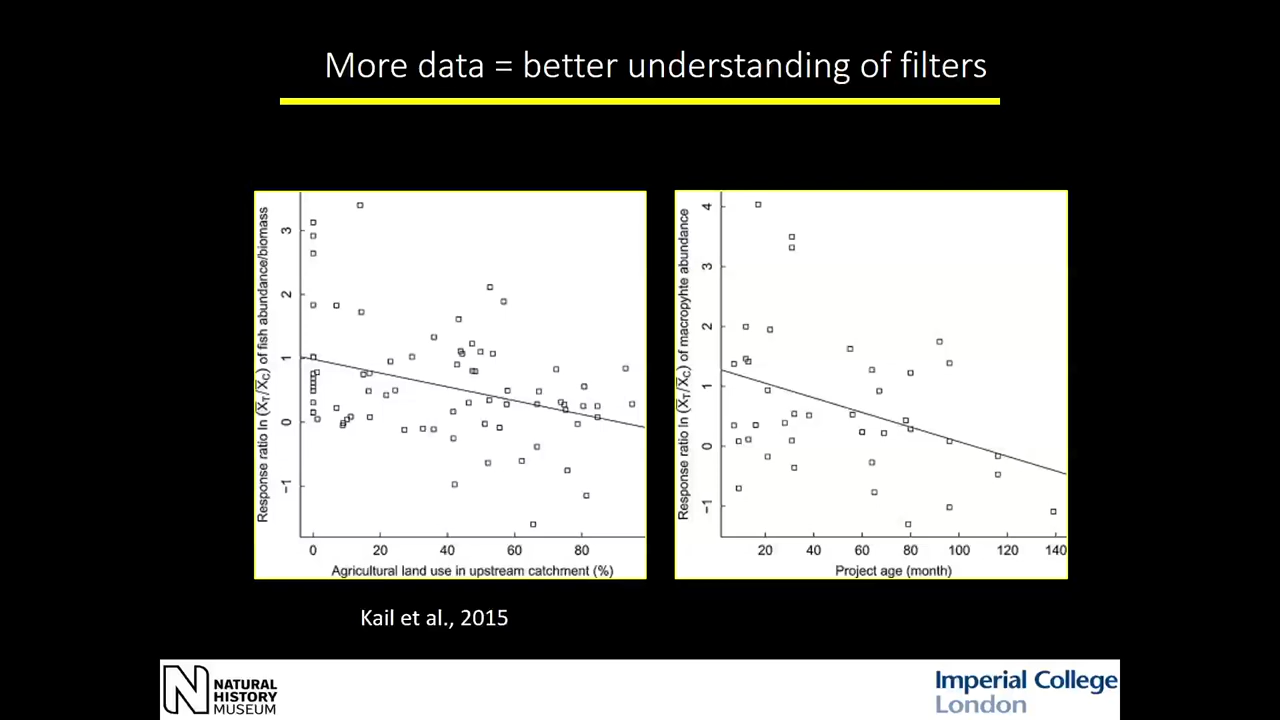 More data = better understanding of filters
Response ratio ln (X̄T/X̄C) of fish abundance/biomass
3
2
1
0
−1
0 20 40 60 80
Agricultural land use in upstream catchment (%)
Response ratio ln (X̄T/X̄C) of macropyhte abundance
4
3
2
1
0
−1
20 40 60 80 100 120 140
Project age (month)
Kail et al., 2015
N
NATURAL
HISTORY
MUSEUM
Imperial College
London